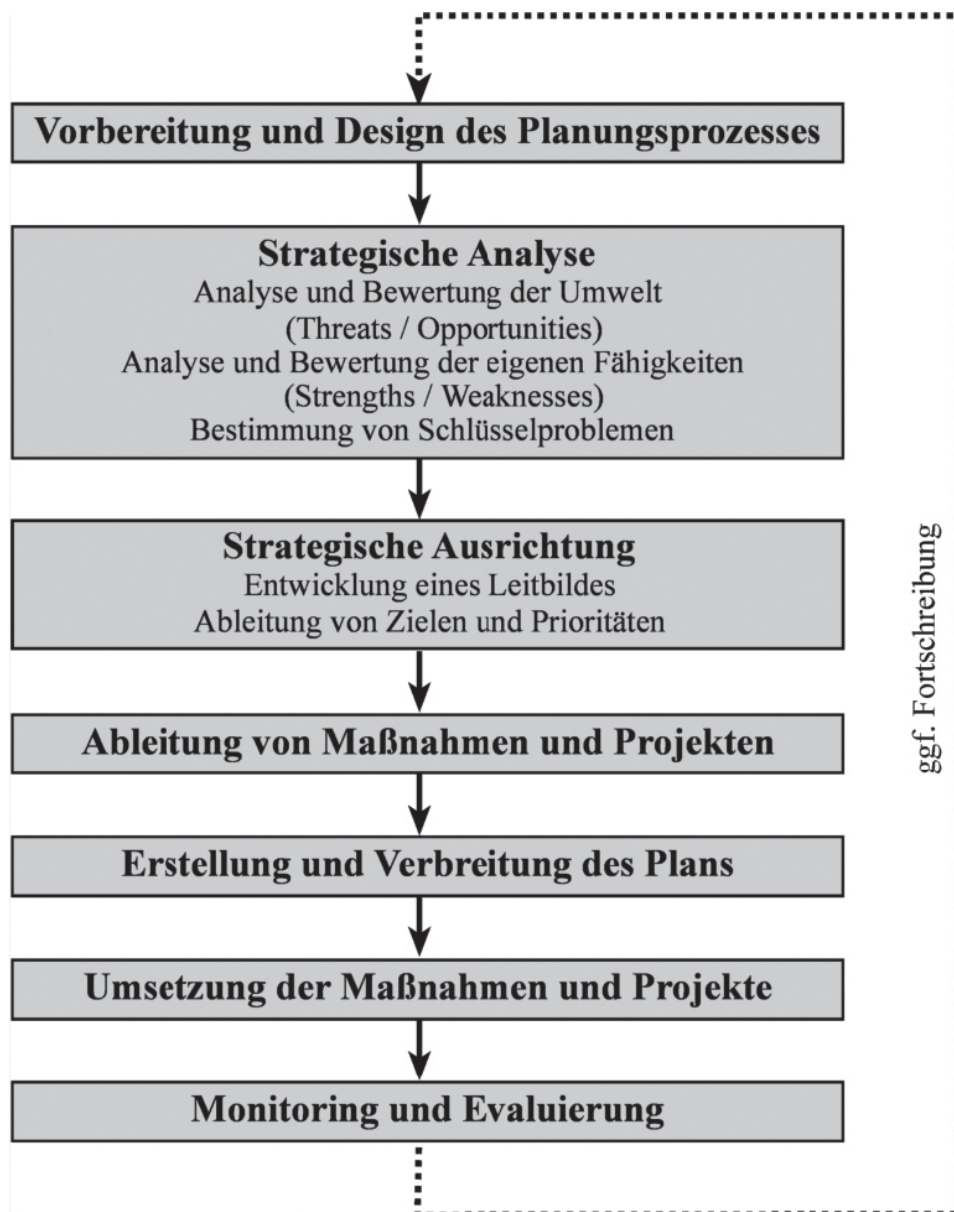 Vorbereitung und Design des Planungsprozesses
Strategische Analyse
Analyse und Bewertung der Umwelt
(Threats / Opportunities)
Analyse und Bewertung der eigenen Fähigkeiten
(Strengths / Weaknesses)
Bestimmung von Schlüsselproblemen
Strategische Ausrichtung
Entwicklung eines Leitbildes
Ableitung von Zielen und Prioritäten
Ableitung von Maßnahmen und Projekten
Erstellung und Verbreitung des Plans
Umsetzung der Maßnahmen und Projekte
Monitoring und Evaluierung
ggf. Fortschreibung